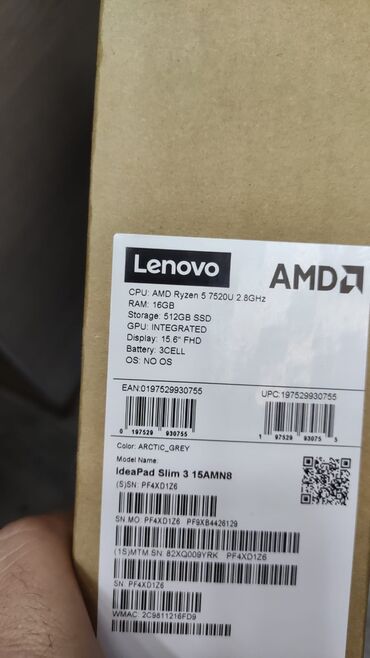 Lenovo
AMD
CPU: AMD Ryzen 5 7520U 2.8GHz
RAM: 16GB
Storage: 512GB SSD
GPU: INTEGRATED
Display: 15.6" FHD
Battery: 3CELL
OS: NO OS
EAN:0197529930755
UPC:197529930755
0 197529 930755
1 97529 93075 5
Color: ARCTIC_GREY
Model Name:
IdeaPad Slim 3 15AMN8
(S)SN: PF4XD1Z6
SN.MO: PF4XD1Z6 PF9XB4426129
(1S)MTM.SN: 82XQ009YRK PF4XD1Z6
SN: PF4XD1Z6
WMAC: 2C9811216FD9